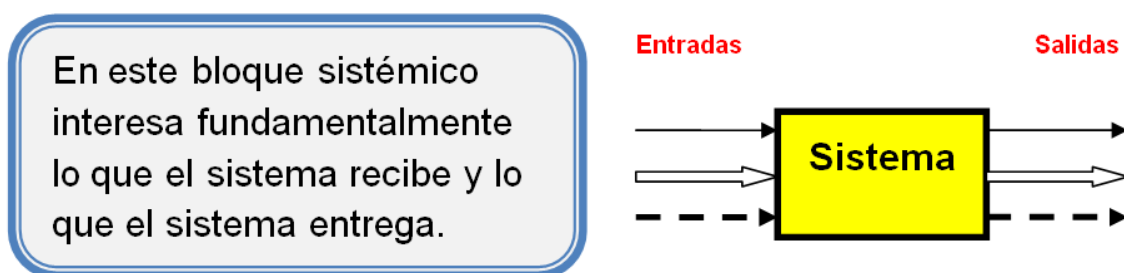 En este bloque sistémico
interesa fundamentalmente
lo que el sistema recibe y lo
que el sistema entrega.
Entradas
Salidas
Sistema